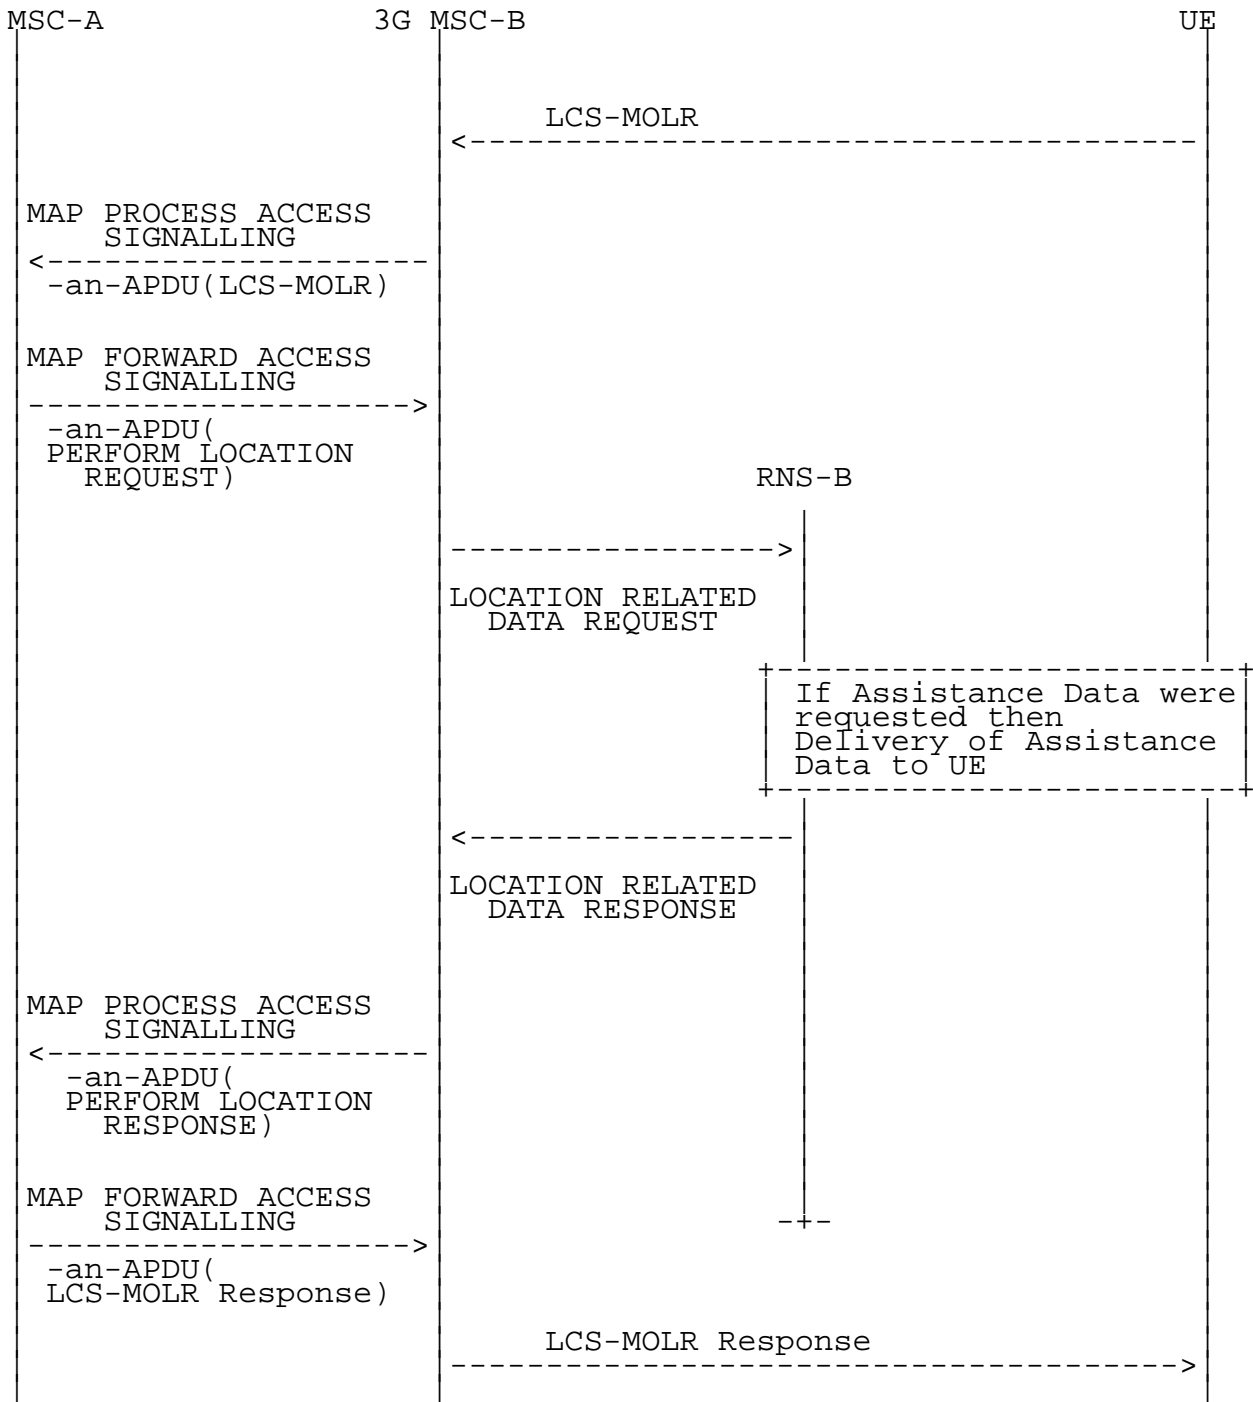 MSC-A 3G MSC-B UE
LCS-MOLR
MAP PROCESS ACCESS
SIGNALLING
-an-APDU(LCS-MOLR)
MAP FORWARD ACCESS
SIGNALLING
-an-APDU(
PERFORM LOCATION
REQUEST)
RNS-B
LOCATION RELATED
DATA REQUEST
If Assistance Data were
requested then
Delivery of Assistance
Data to UE
LOCATION RELATED
DATA RESPONSE
MAP PROCESS ACCESS
SIGNALLING
-an-APDU(
PERFORM LOCATION
RESPONSE)
MAP FORWARD ACCESS
SIGNALLING
-an-APDU(
LCS-MOLR Response)
LCS-MOLR Response